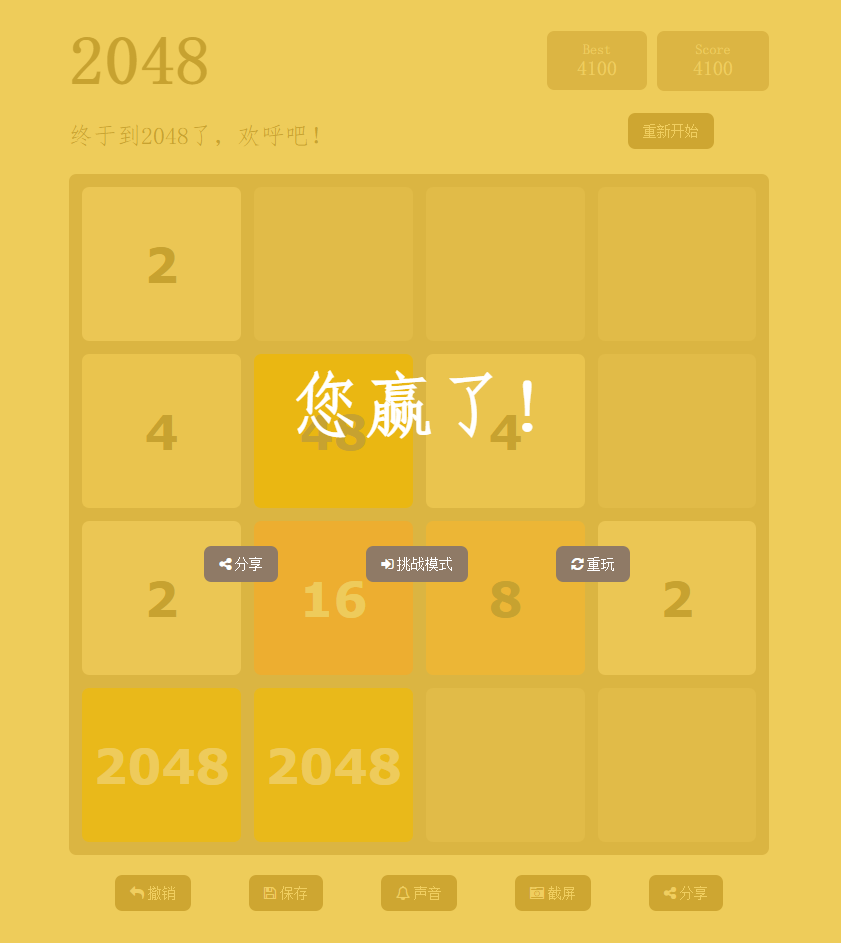 2048
Best
4100
Score
4100
终于到2048了，欢呼吧！
重新开始
2
您赢了！
4
48
4
分享
挑战模式
重玩
2
16
8
2
2048
2048
撤销
保存
声音
截屏
分享